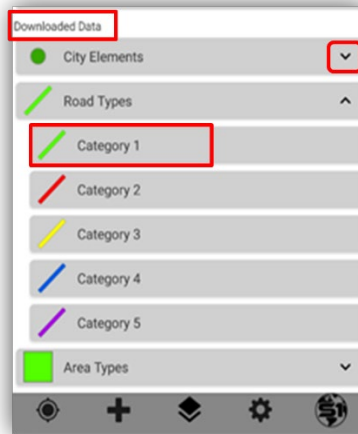 Downloaded Data
City Elements
Road Types
Category 1
Category 2
Category 3
Category 4
Category 5
Area Types